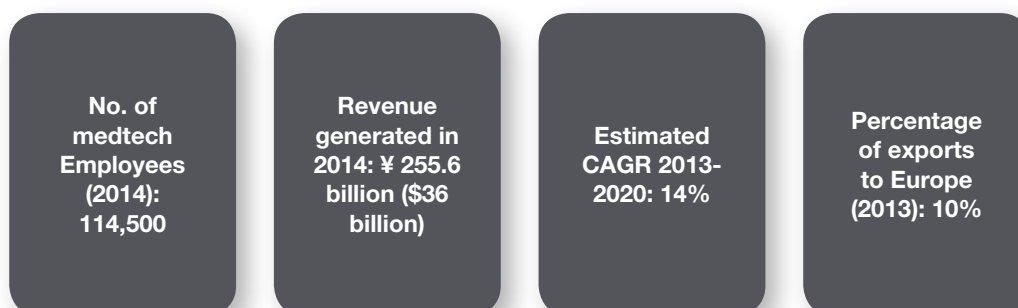 No. of
medtech
Employees
(2014):
114,500
Revenue
generated in
2014: ¥ 255.6
billion ($36
billion)
Estimated
CAGR 2013-
2020: 14%
Percentage
of exports
to Europe
(2013): 10%